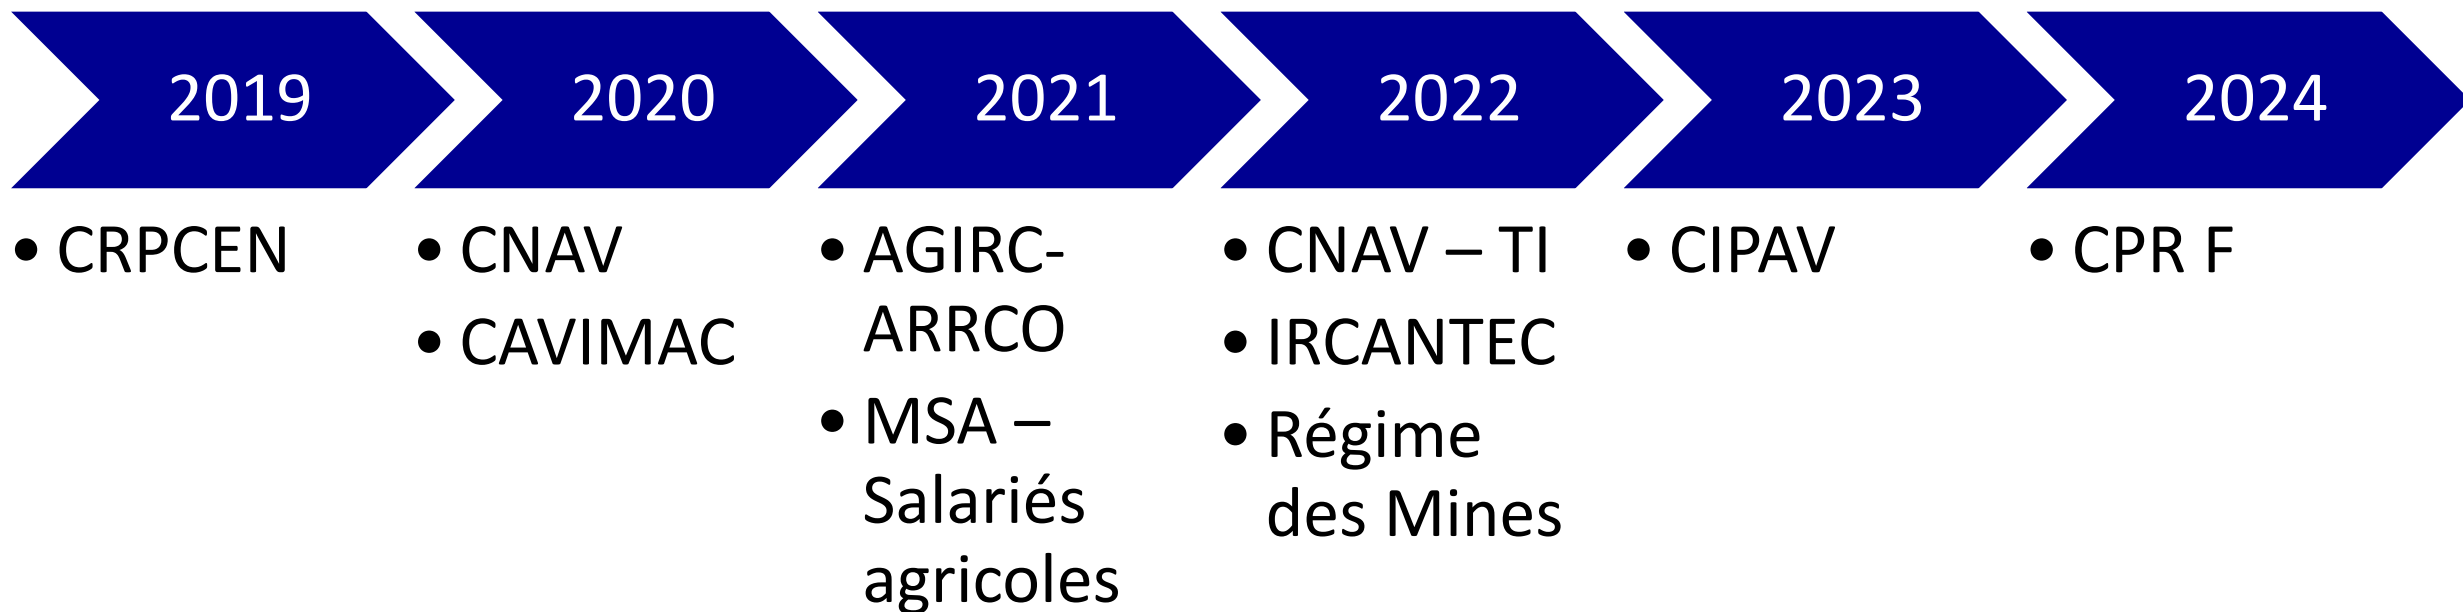 2019
• CRPCEN
2020
• CNAV
• CAVIMAC
2021
• AGIRC-
ARRCO
• MSA –
Salariés
agricoles
2022
• CNAV – TI
• IRCANTEC
• Régime
des Mines
2023
• CIPAV
2024
• CPR F